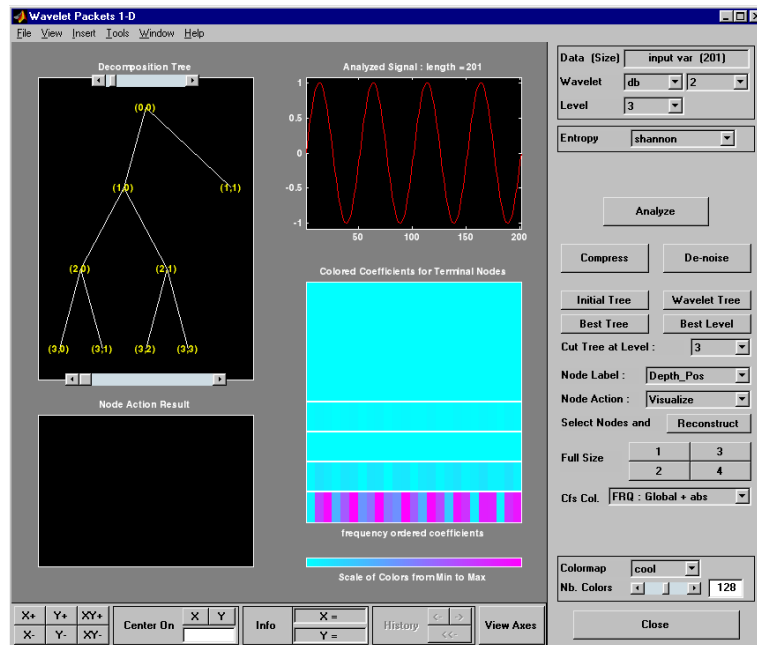 Wavelet Packets 1-D
File View Insert Tools Window Help
Decomposition Tree
(0,0)
(1,0) (1,1)
(2,0) (2,1)
(3,0) (3,1) (3,2) (3,3)
Node Action Result
Analyzed Signal : length = 201
1
0.5
0
-0.5
-1
50 100 150 200
Colored Coefficients for Terminal Nodes
frequency ordered coefficients
Scale of Colors from Min to Max
Data (Size) input var (201)
Wavelet db 2
Level 3
Entropy shannon
Analyze
Compress De-noise
Initial Tree Wavelet Tree
Best Tree Best Level
Cut Tree at Level : 3
Node Label : Depth_Pos
Node Action : Visualize
Select Nodes and Reconstruct
Full Size 1 3
2 4
Cfs Col. FRQ : Global + abs
Colormap cool
Nb. Colors 128
Close
X+ Y+ XY+
X- Y- XY-
Center On X Y
Info X =
Y =
History <- ->
<<-
View Axes